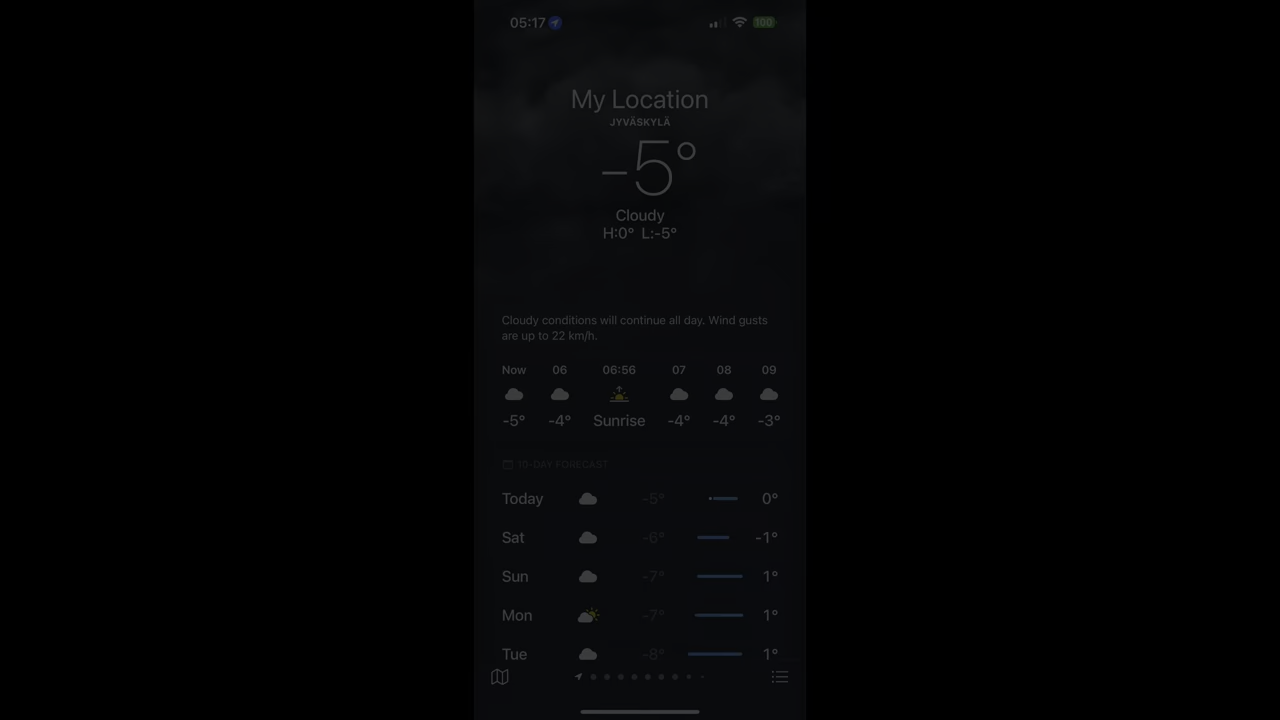 05:17 100
My Location
JYVÄSKYLÄ
-5°
Cloudy
H:0° L:-5°
Cloudy conditions will continue all day. Wind gusts
are up to 22 km/h.
Now 06 06:56 07 08 09
-5° -4° Sunrise -4° -4° -3°
10-DAY FORECAST
Today -5° 0°
Sat -6° -1°
Sun -7° 1°
Mon -7° 1°
Tue -8° 1°